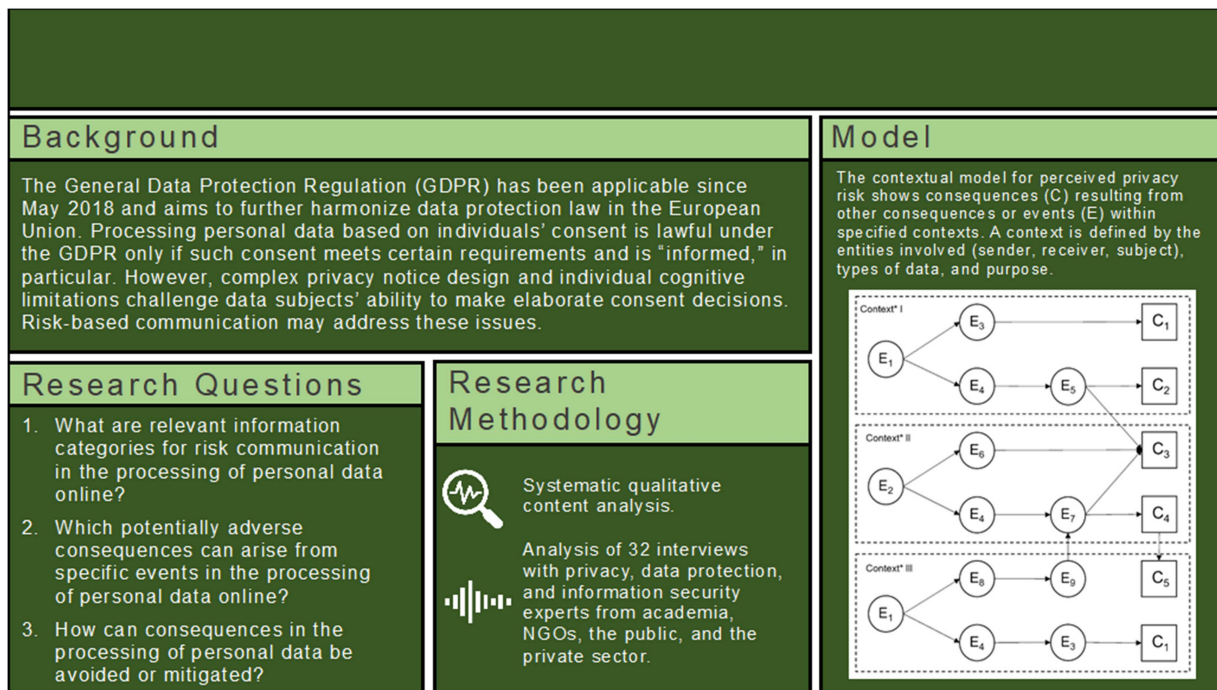 Background
The General Data Protection Regulation (GDPR) has been applicable since
May 2018 and aims to further harmonize data protection law in the European
Union. Processing personal data based on individuals’ consent is lawful under
the GDPR only if such consent meets certain requirements and is “informed,” in
particular. However, complex privacy notice design and individual cognitive
limitations challenge data subjects’ ability to make elaborate consent decisions.
Risk-based communication may address these issues.
Research Questions
1. What are relevant information
categories for risk communication
in the processing of personal data
online?
2. Which potentially adverse
consequences can arise from
specific events in the processing
of personal data online?
3. How can consequences in the
processing of personal data be
avoided or mitigated?
Research
Methodology
Systematic qualitative
content analysis.
Analysis of 32 interviews
with privacy, data protection,
and information security
experts from academia,
NGOs, the public, and the
private sector.
Model
The contextual model for perceived privacy
risk shows consequences (C) resulting from
other consequences or events (E) within
specified contexts. A context is defined by the
entities involved (sender, receiver, subject),
types of data, and purpose.
Context* I
E3 C1
E1
E4 E5 C2
Context* II
E6 C3
E2
E4 E7 C4
Context* III
E8 E9 C5
E1
E4 E3 C1